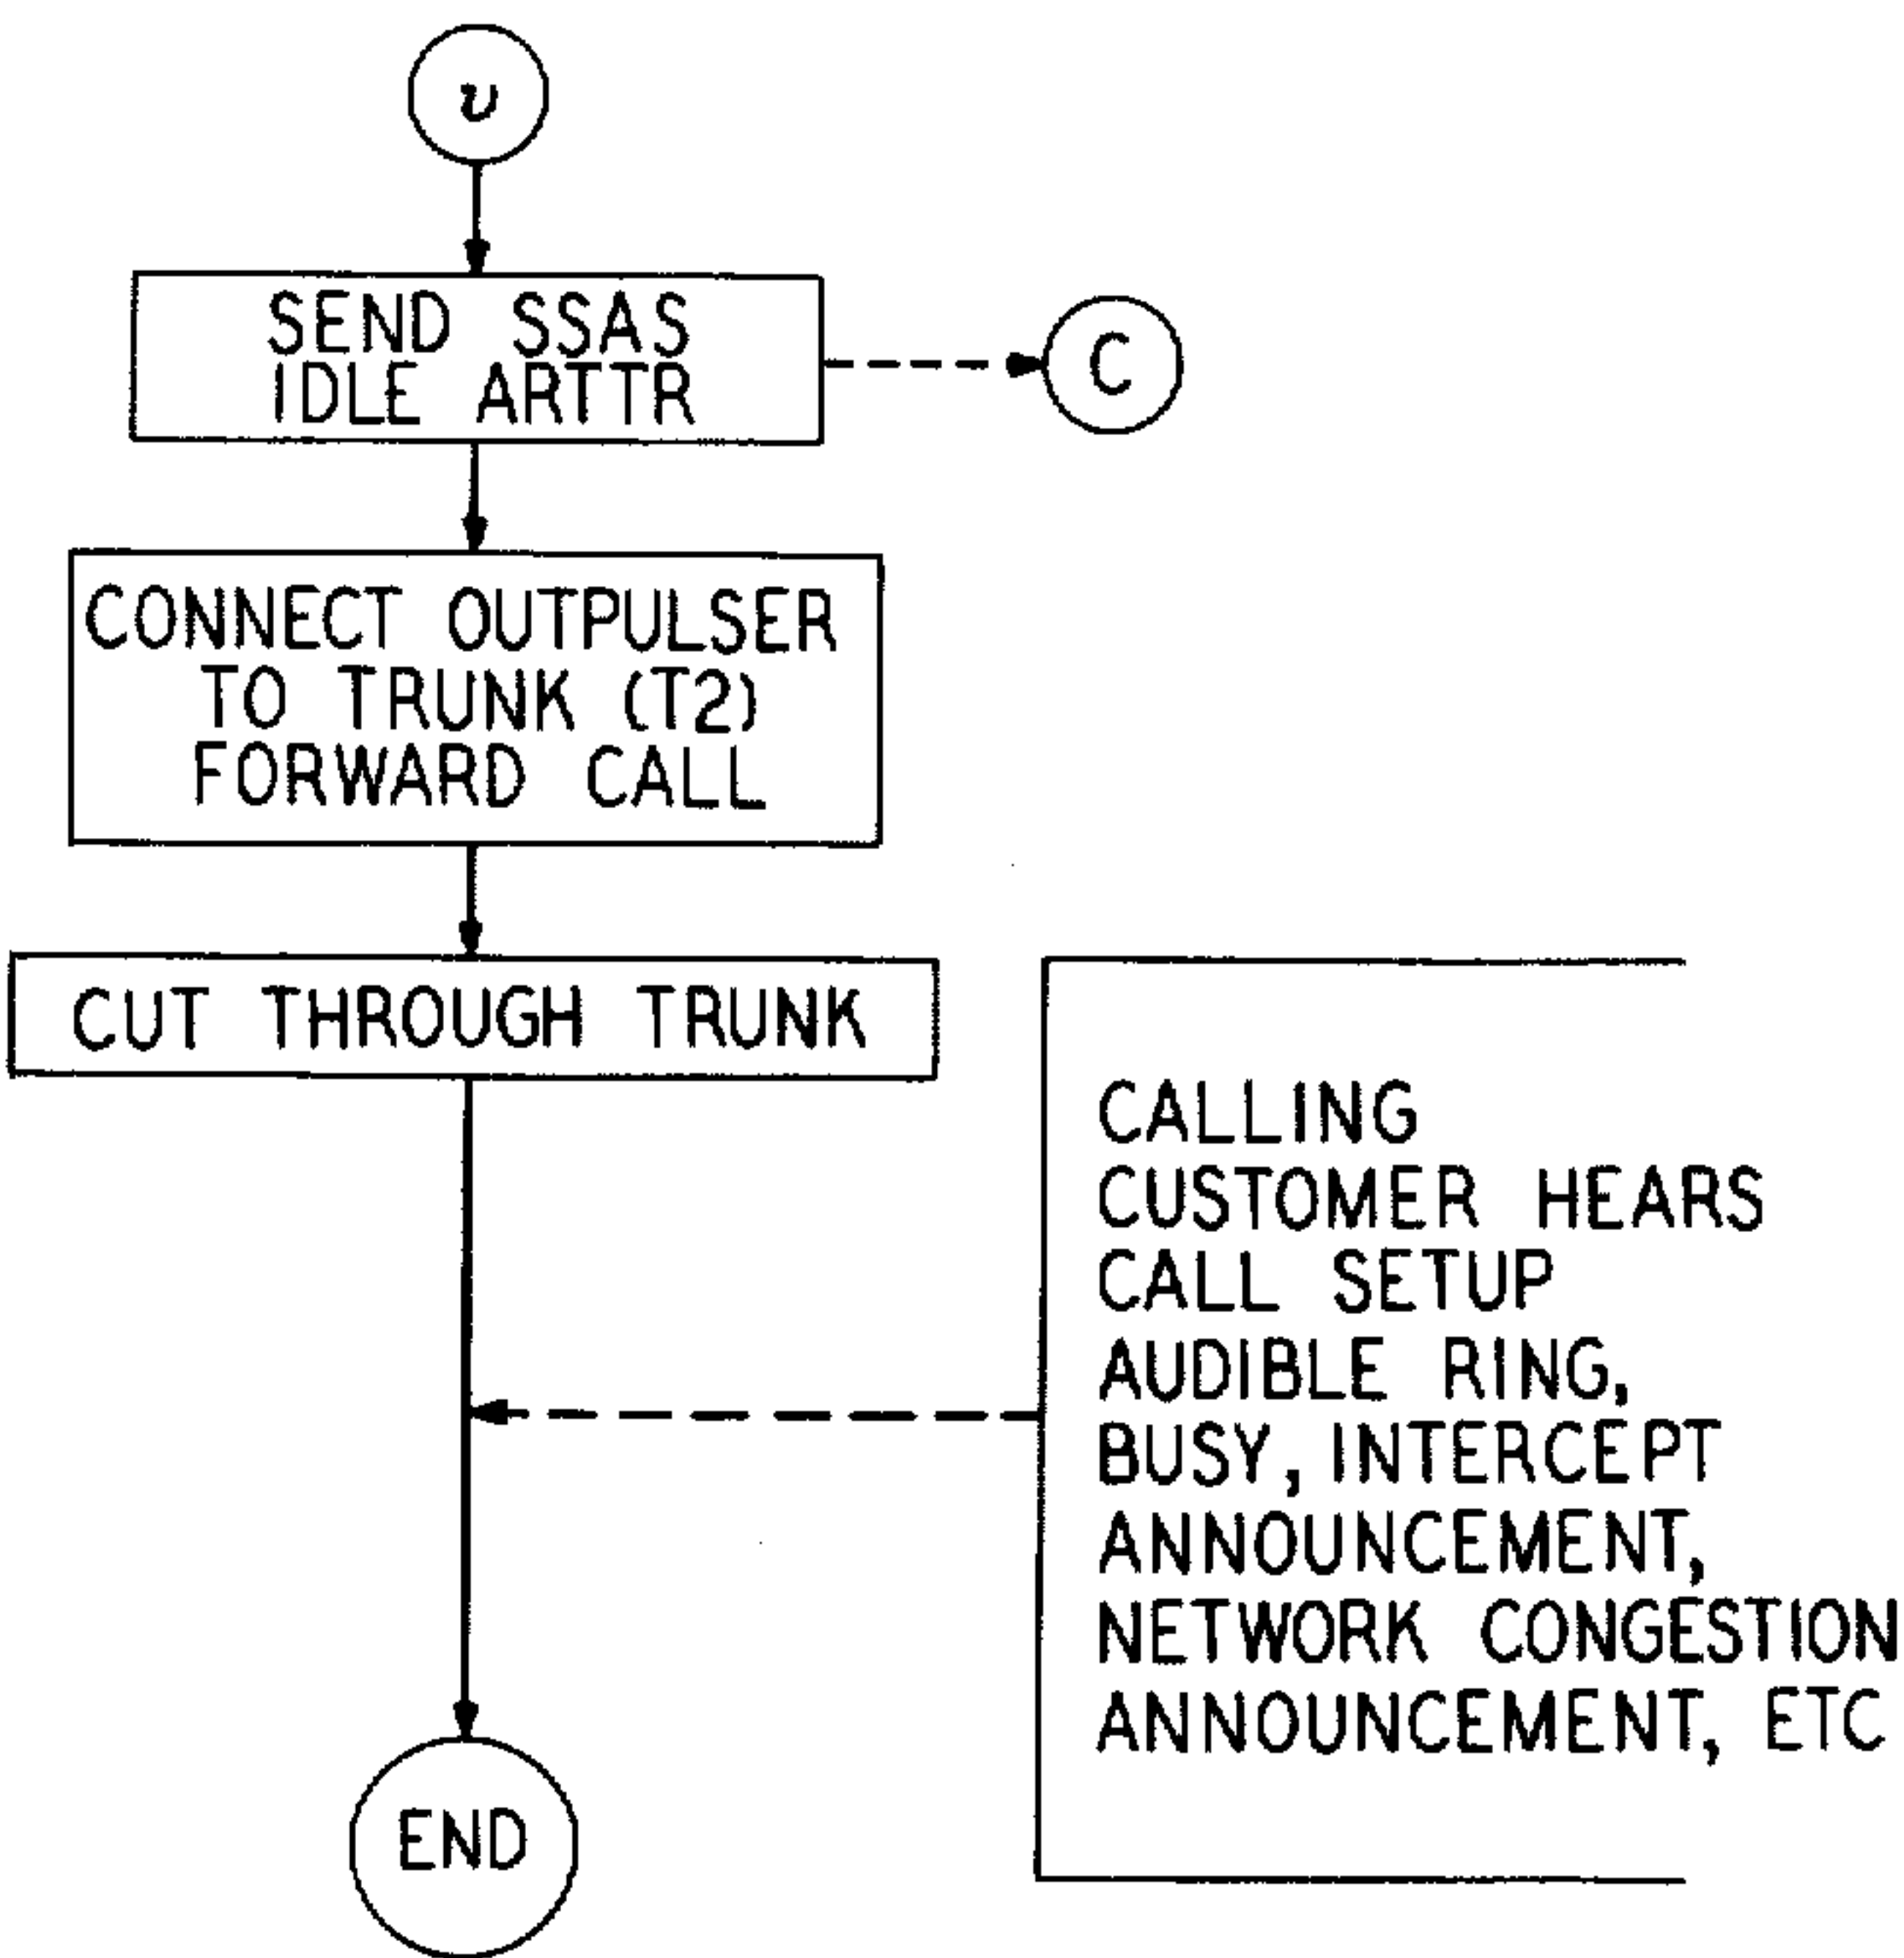 v
SEND SSAS
IDLE ARTTR
C
CONNECT OUTPULSER
TO TRUNK (T2)
FORWARD CALL
CUT THROUGH TRUNK
CALLING
CUSTOMER HEARS
CALL SETUP
AUDIBLE RING,
BUSY, INTERCEPT
ANNOUNCEMENT,
NETWORK CONGESTION
ANNOUNCEMENT, ETC
END